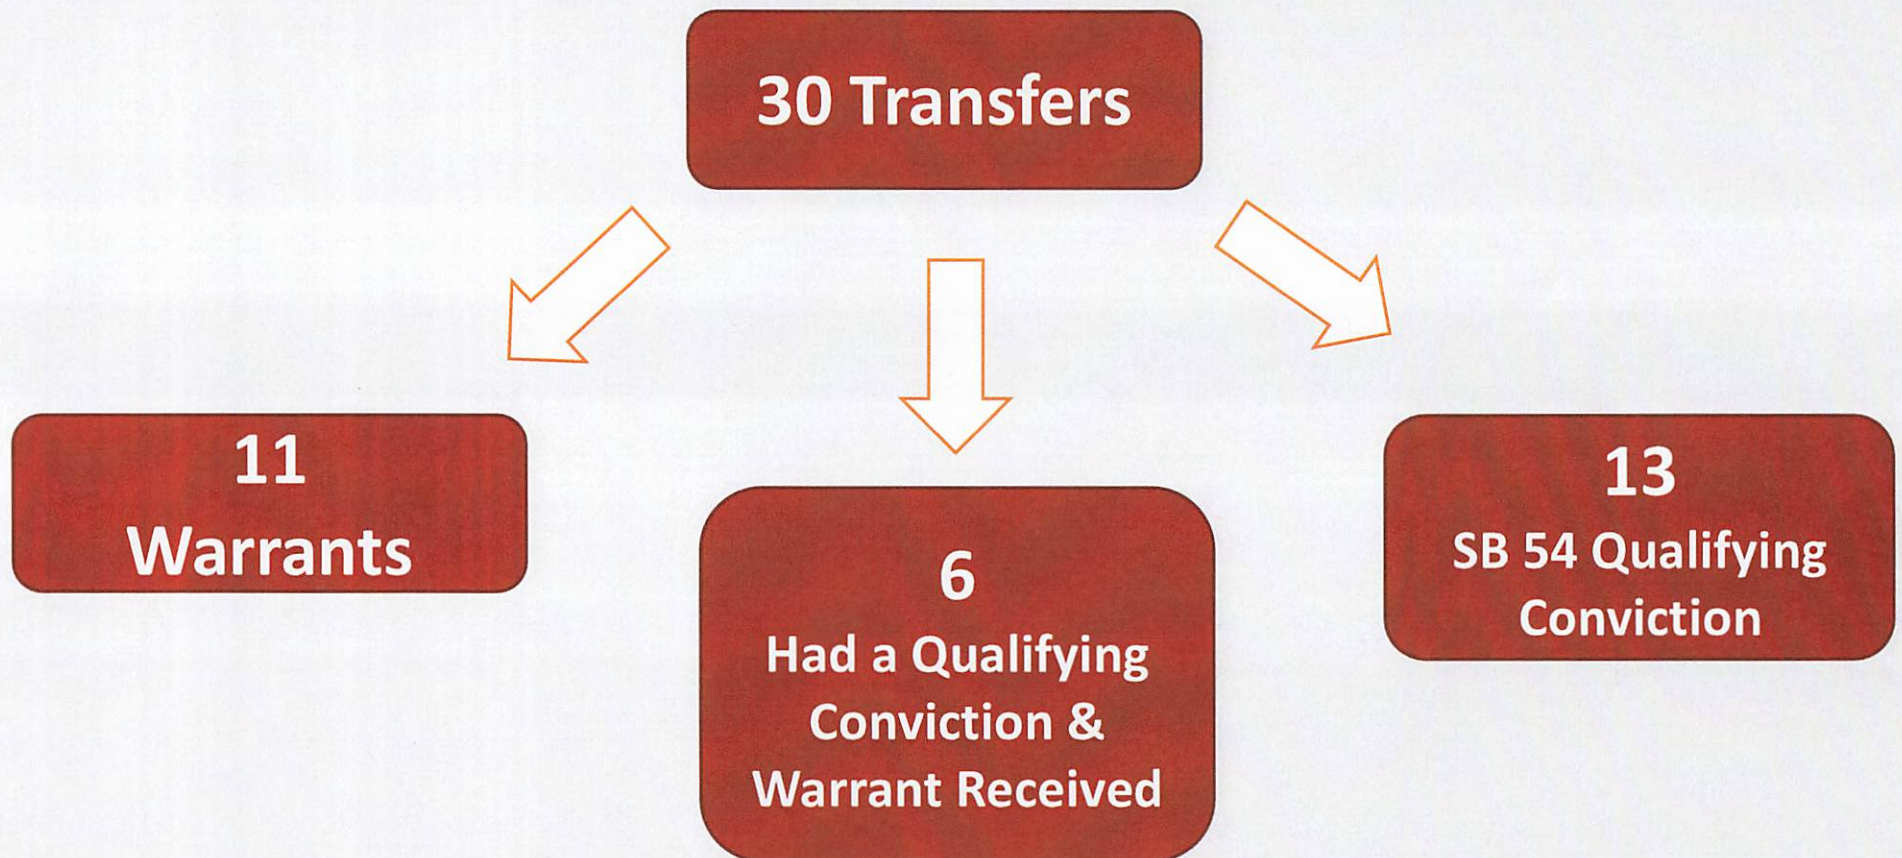 30 Transfers
11
Warrants
6
Had a Qualifying
Conviction &
Warrant Received
13
SB 54 Qualifying
Conviction